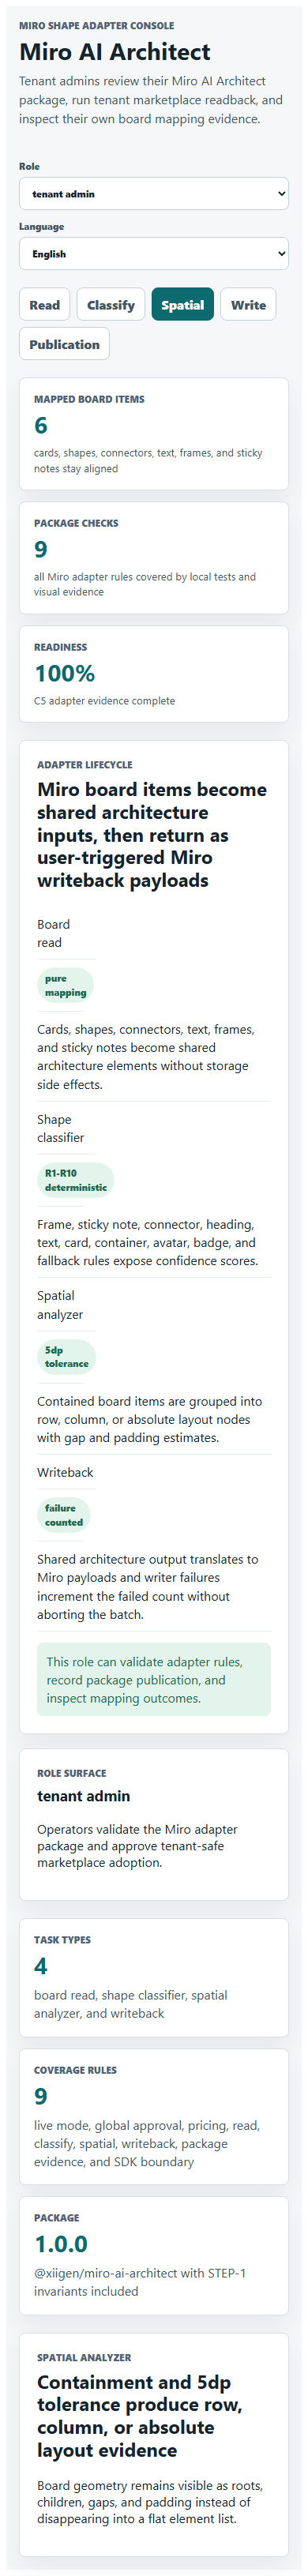 MIRO SHAPE ADAPTER CONSOLE
Miro AI Architect
Tenant admins review their Miro AI Architect
package, run tenant marketplace readback, and
inspect their own board mapping evidence.
Role
tenant admin
Language
English
Read
Classify
Spatial
Write
Publication
MAPPED BOARD ITEMS
6
cards, shapes, connectors, text, frames, and sticky
notes stay aligned
PACKAGE CHECKS
9
all Miro adapter rules covered by local tests and
visual evidence
READINESS
100%
C5 adapter evidence complete
ADAPTER LIFECYCLE
Miro board items become
shared architecture
inputs, then return as
user-triggered Miro
writeback payloads
Board
read
pure
mapping
Cards, shapes, connectors, text, frames,
and sticky notes become shared
architecture elements without storage
side effects.
Shape
classifier
R1-R10
deterministic
Frame, sticky note, connector, heading,
text, card, container, avatar, badge, and
fallback rules expose confidence scores.
Spatial
analyzer
5dp
tolerance
Contained board items are grouped into
row, column, or absolute layout nodes
with gap and padding estimates.
Writeback
failure
counted
Shared architecture output translates to
Miro payloads and writer failures
increment the failed count without
aborting the batch.
This role can validate adapter rules,
record package publication, and
inspect mapping outcomes.
ROLE SURFACE
tenant admin
Operators validate the Miro adapter
package and approve tenant-safe
marketplace adoption.
TASK TYPES
4
board read, shape classifier, spatial
analyzer, and writeback
COVERAGE RULES
9
live mode, global approval, pricing, read,
classify, spatial, writeback, package
evidence, and SDK boundary
PACKAGE
1.0.0
@xiigen/miro-ai-architect with STEP-1
invariants included
SPATIAL ANALYZER
Containment and 5dp
tolerance produce row,
column, or absolute
layout evidence
Board geometry remains visible as roots,
children, gaps, and padding instead of
disappearing into a flat element list.